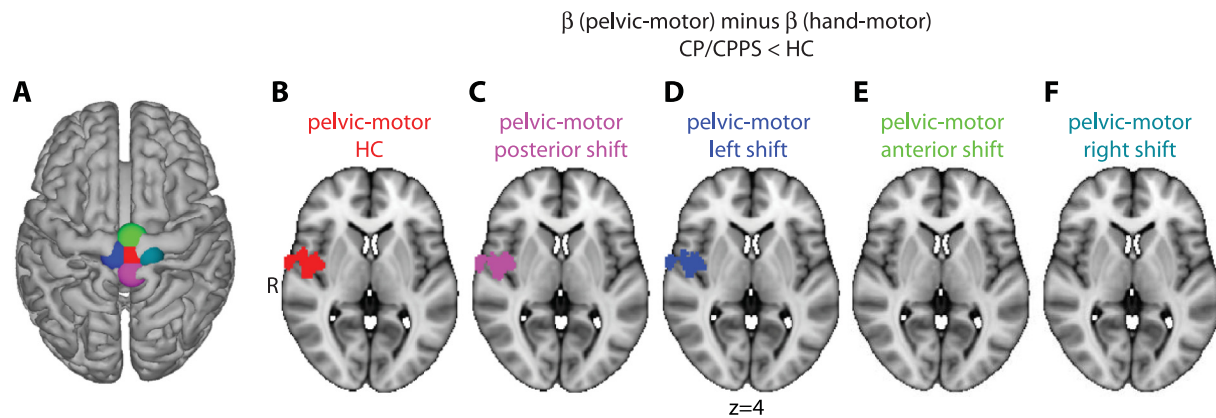 β (pelvic-motor) minus β (hand-motor)
CP/CPPS < HC
A
B
pelvic-motor
HC
C
pelvic-motor
posterior shift
D
pelvic-motor
left shift
E
pelvic-motor
anterior shift
F
pelvic-motor
right shift
R
z=4